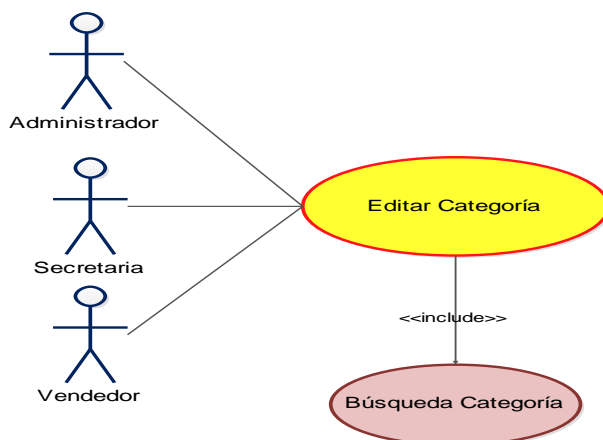 Administrador
Editar Categoría
Secretaria
<<include>>
Vendedor
Búsqueda Categoría